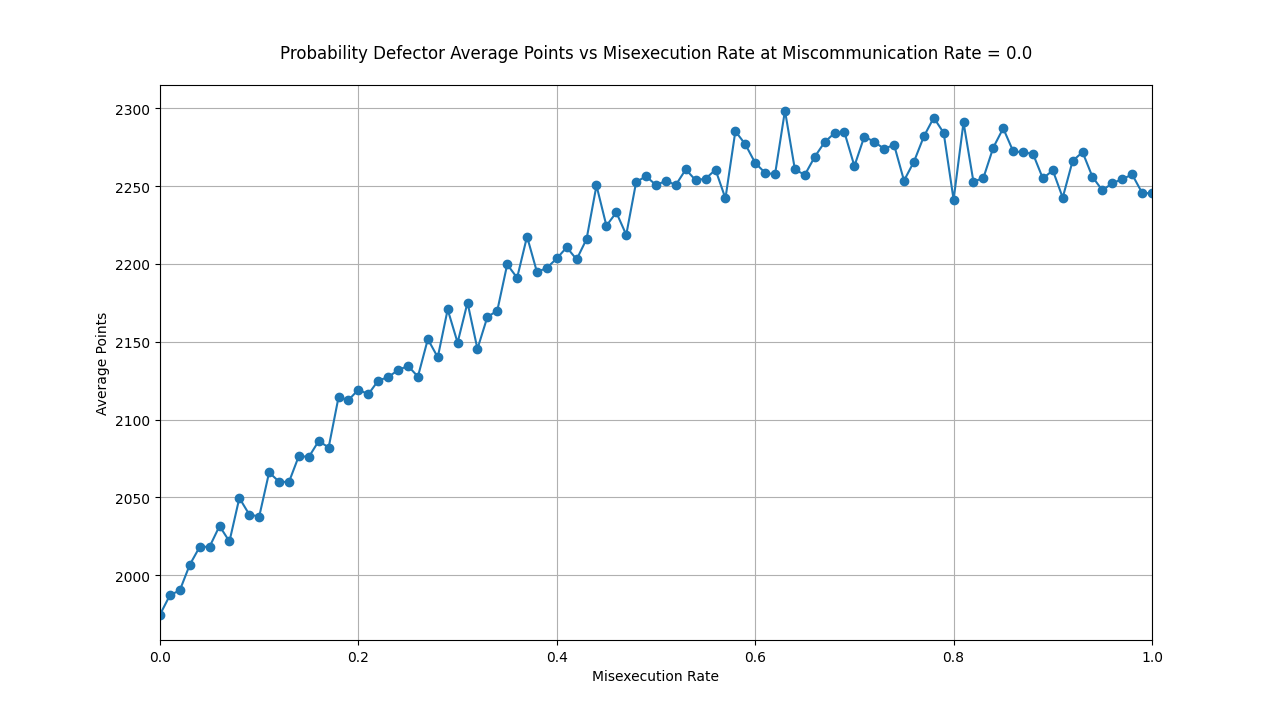 Probability Defector Average Points vs Misexecution Rate at Miscommunication Rate = 0.0
2300
2250
2200
2150
2100
2050
2000
Average Points
0.0 0.2 0.4 0.6 0.8 1.0
Misexecution Rate